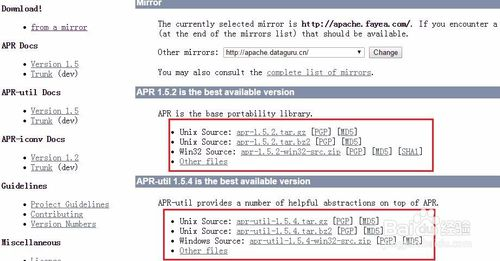 Download!
from a mirror
APR Docs
Version 1.5
Trunk (dev)
APR-util Docs
Version 1.5
Trunk (dev)
APR-iconv Docs
Version 1.2
Trunk (dev)
Guidelines
Project Guidelines
Contributing
Version Numbers
Miscellaneous
License
Mirror
The currently selected mirror is http://apache.fayea.com/. If you encounter a
(at the end of the mirrors list) that should be available.
Other mirrors: http://apache.dataguru.cn/ Change
You may also consult the complete list of mirrors.
APR 1.5.2 is the best available version
APR is the base portability library.
Unix Source: apr-1.5.2.tar.gz [PGP] [MD5]
Unix Source: apr-1.5.2.tar.bz2 [PGP] [MD5]
Win32 Source: apr-1.5.2-win32-src.zip [PGP] [MD5] [SHA1]
Other files
APR-util 1.5.4 is the best available version
APR-util provides a number of helpful abstractions on top of APR.
Unix Source: apr-util-1.5.4.tar.gz [PGP] [MD5]
Unix Source: apr-util-1.5.4.tar.bz2 [PGP] [MD5]
Windows Source: apr-util-1.5.4-win32-src.zip [PGP] [MD5]
Other files